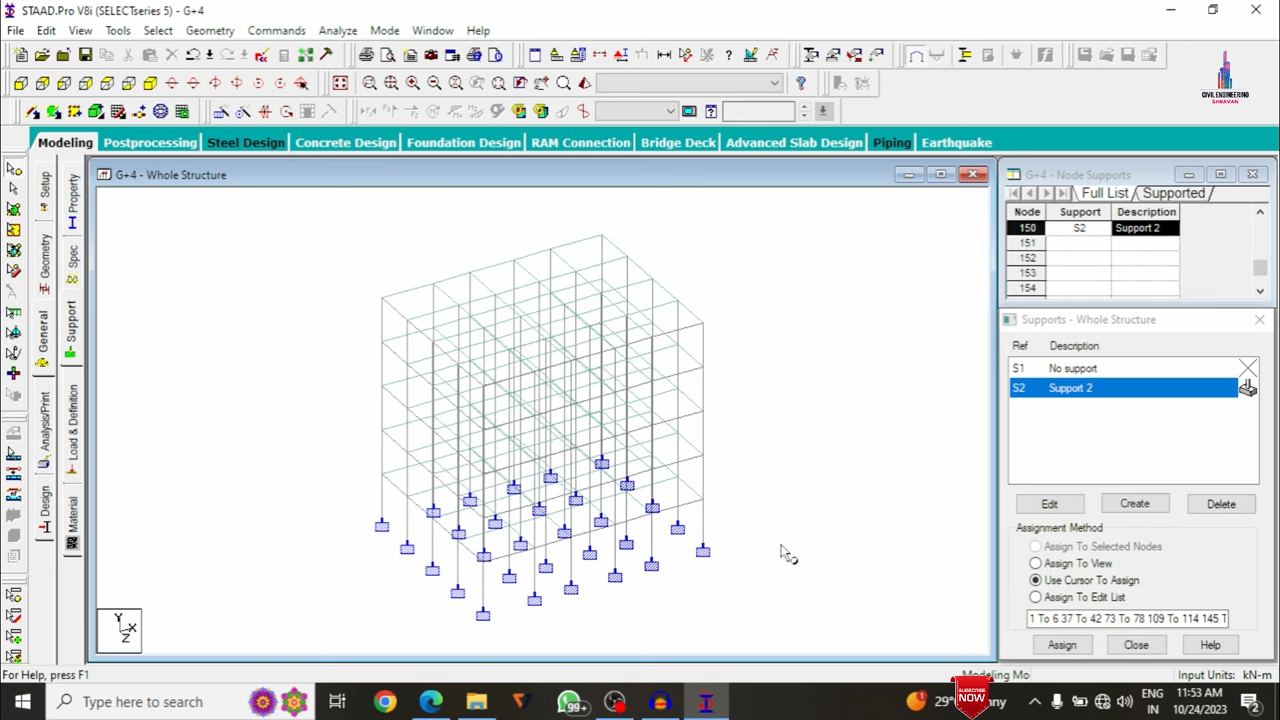 STAAD.Pro V8i (SELECTseries 5) - G+4
File Edit View Tools Select Geometry Commands Analyze Mode Window Help
CIVIL ENGINEERING
SHRAVAN
Modeling Postprocessing Steel Design Concrete Design Foundation Design RAM Connection Bridge Deck Advanced Slab Design Piping Earthquake
Setup
Geometry
General
Analysis/Print
Design
Property
Spec
Support
Load & Definition
Material
G+4 - Whole Structure
Y
X
Z
G+4 - Node Supports
Full List Supported
Node Support Description
150 S2 Support 2
151
152
153
154
Supports - Whole Structure
Ref Description
S1 No support
S2 Support 2
Edit Create Delete
Assignment Method
Assign To Selected Nodes
Assign To View
Use Cursor To Assign
Assign To Edit List
1 To 6 37 To 42 73 To 78 109 To 114 145 T
Assign Close Help
For Help, press F1 Modeling Mo Input Units: kN-m
Type here to search
99+
SUBSCRIBE
NOW
29° nny
ENG
IN
11:53 AM
10/24/2023
2